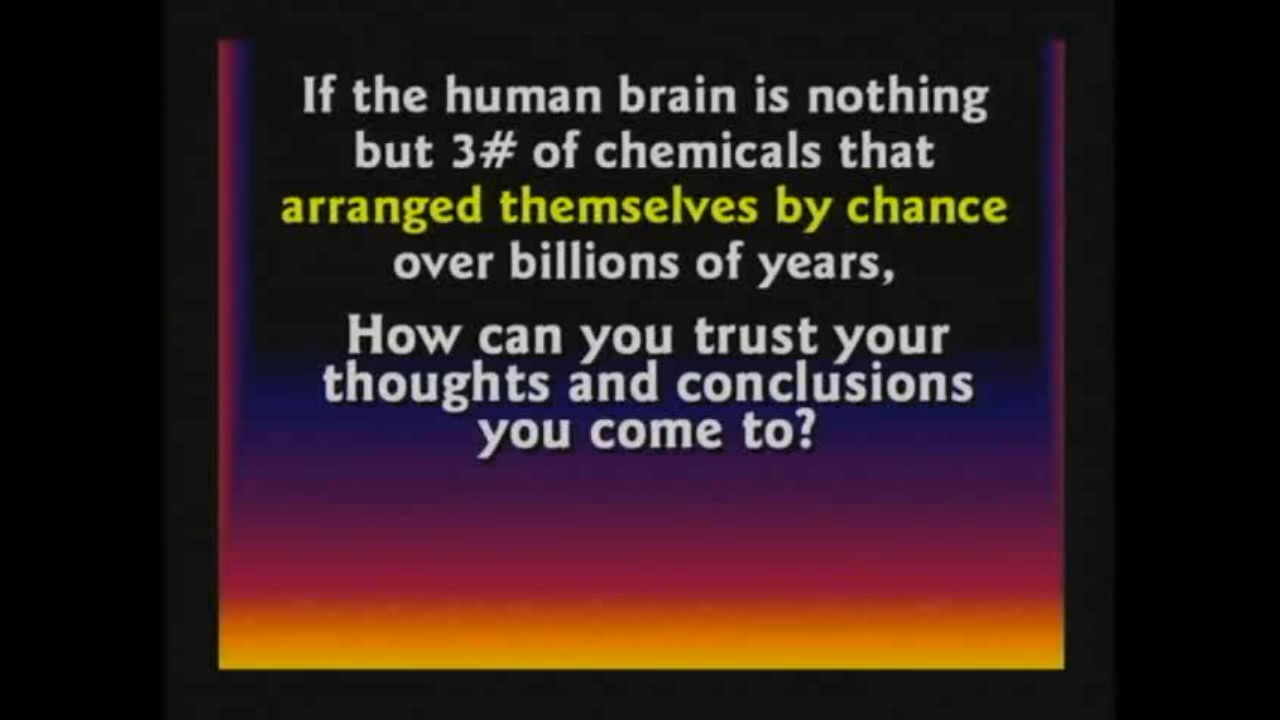 If the human brain is nothing
but 3# of chemicals that
arranged themselves by chance
over billions of years,
How can you trust your
thoughts and conclusions
you come to?